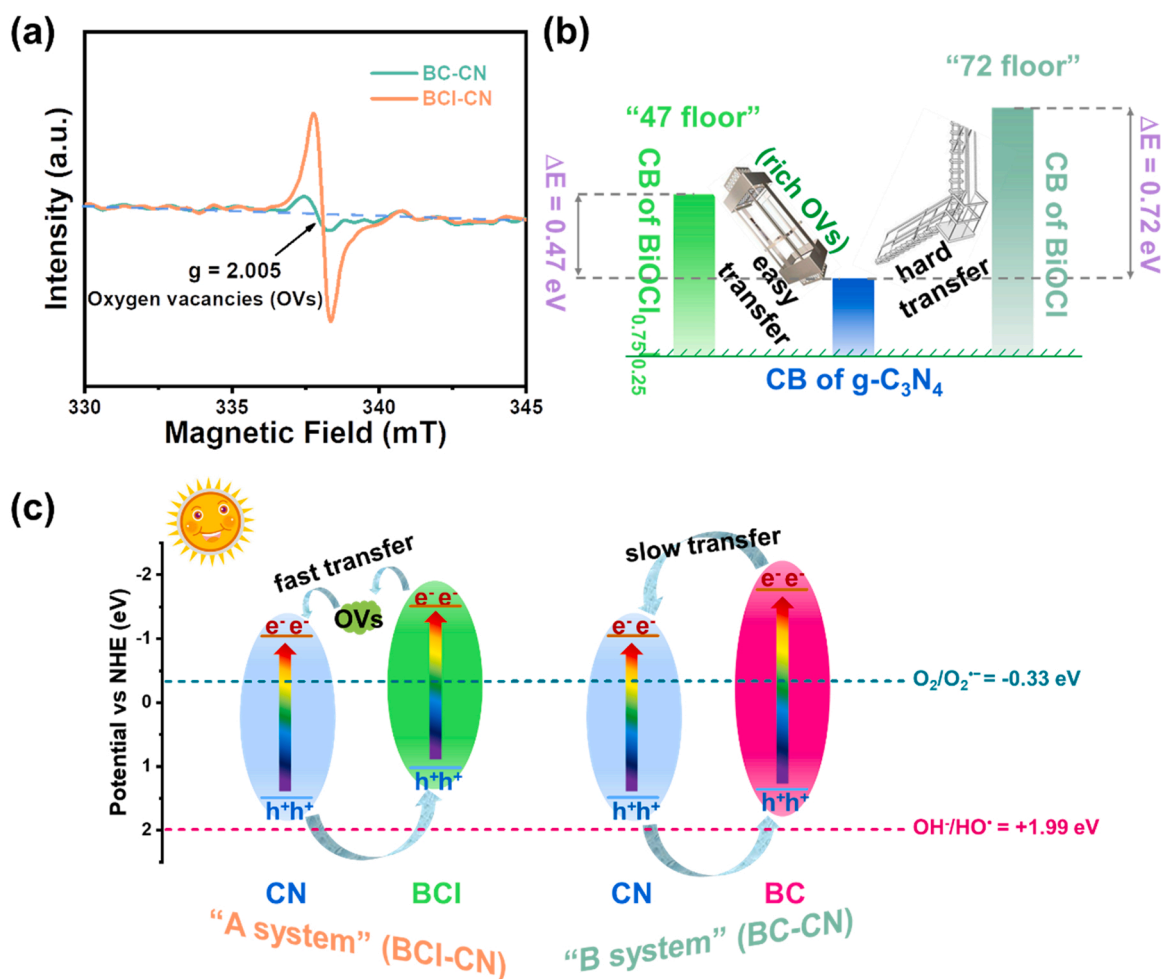 (a)
BC-CN
BCI-CN
g = 2.005
Oxygen vacancies (OVs)
Intensity (a.u.)
330
335
340
345
Magnetic Field (mT)
(b)
“47 floor”
“72 floor”
ΔE = 0.47 eV
CB of BiOCl0.75I0.25
(rich OVs)
easy
transfer
hard
transfer
CB of BiOCl
ΔE = 0.72 eV
CB of g-C₃N₄
(c)
Potential vs NHE (eV)
-2
-1
0
1
2
fast transfer
slow transfer
e⁻ e⁻
OVs
e⁻ e⁻
e⁻ e⁻
e⁻ e⁻
O₂/O₂•⁻ = -0.33 eV
h⁺h⁺
h⁺h⁺
h⁺h⁺
h⁺h⁺
OH⁻/HO• = +1.99 eV
CN
BCI
CN
BC
“A system” (BCI-CN)
“B system” (BC-CN)